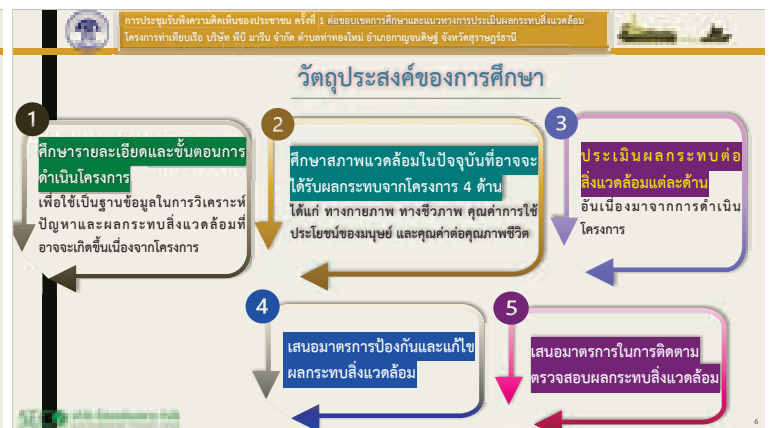 การประชุมรับฟังความคิดเห็นของประชาชน ครั้งที่ 1 ต่อขอบเขตการศึกษาและแนวทางการประเมินผลกระทบสิ่งแวดล้อม
โครงการท่าเทียบเรือ บริษัท พีบี มารีน จำกัด ตำบลท่าทองใหม่ อำเภอกาญจนดิษฐ์ จังหวัดสุราษฎร์ธานี
วัตถุประสงค์ของการศึกษา
1
ศึกษารายละเอียดและขั้นตอนการ
ดำเนินโครงการ
เพื่อใช้เป็นฐานข้อมูลในการวิเคราะห์
ปัญหาและผลกระทบสิ่งแวดล้อมที่
อาจจะเกิดขึ้นเนื่องจากโครงการ
2
ศึกษาสภาพแวดล้อมในปัจจุบันที่อาจจะ
ได้รับผลกระทบจากโครงการ 4 ด้าน
ได้แก่ ทางกายภาพ ทางชีวภาพ คุณค่าการใช้
ประโยชน์ของมนุษย์ และคุณค่าต่อคุณภาพชีวิต
3
ประเมินผลกระทบต่อ
สิ่งแวดล้อมแต่ละด้าน
อันเนื่องมาจากการดำเนิน
โครงการ
4
เสนอมาตรการป้องกันและแก้ไข
ผลกระทบสิ่งแวดล้อม
5
เสนอมาตรการในการติดตาม
ตรวจสอบผลกระทบสิ่งแวดล้อม
6